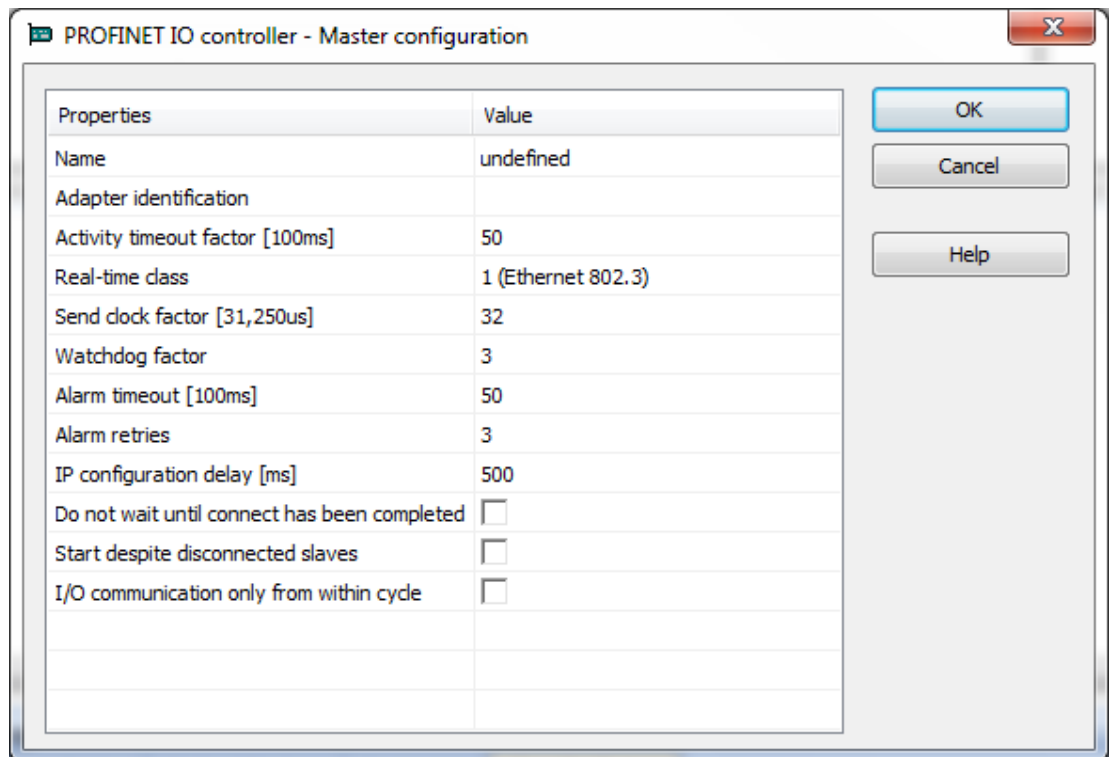 PROFINET IO controller - Master configuration
Properties Value
OK
Name undefined
Cancel
Adapter identification
Activity timeout factor [100ms] 50
Help
Real-time class 1 (Ethernet 802.3)
Send clock factor [31,250us] 32
Watchdog factor 3
Alarm timeout [100ms] 50
Alarm retries 3
IP configuration delay [ms] 500
Do not wait until connect has been completed
Start despite disconnected slaves
I/O communication only from within cycle